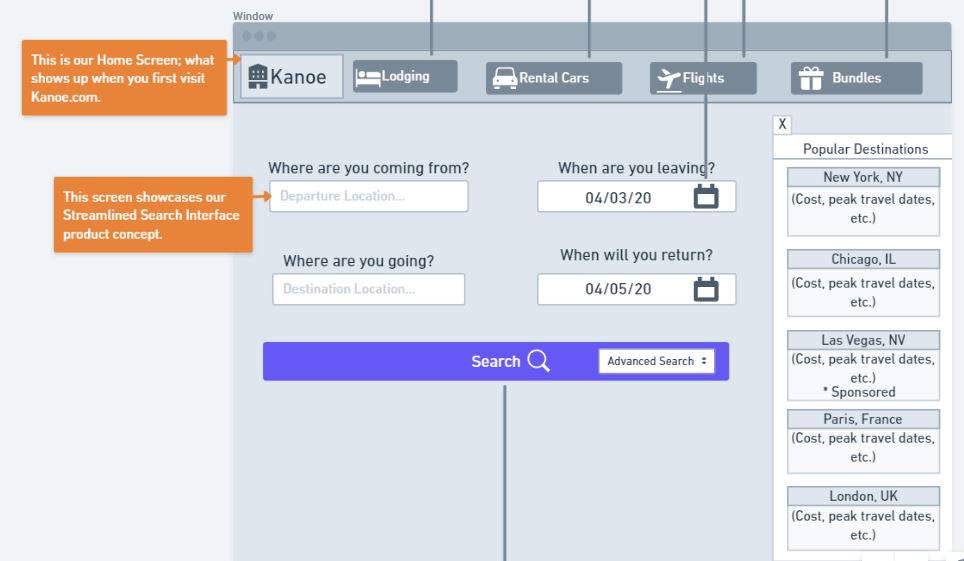 Window
This is our Home Screen; what
shows up when you first visit
Kanoe.com.
Kanoe
Lodging
Rental Cars
Flights
Bundles
X
Popular Destinations
Where are you coming from?
Departure Location...
When are you leaving?
04/03/20
This screen showcases our
Streamlined Search Interface
product concept.
Where are you going?
Destination Location...
When will you return?
04/05/20
Search
Advanced Search
New York, NY
(Cost, peak travel dates,
etc.)
Chicago, IL
(Cost, peak travel dates,
etc.)
Las Vegas, NV
(Cost, peak travel dates,
etc.)
* Sponsored
Paris, France
(Cost, peak travel dates,
etc.)
London, UK
(Cost, peak travel dates,
etc.)